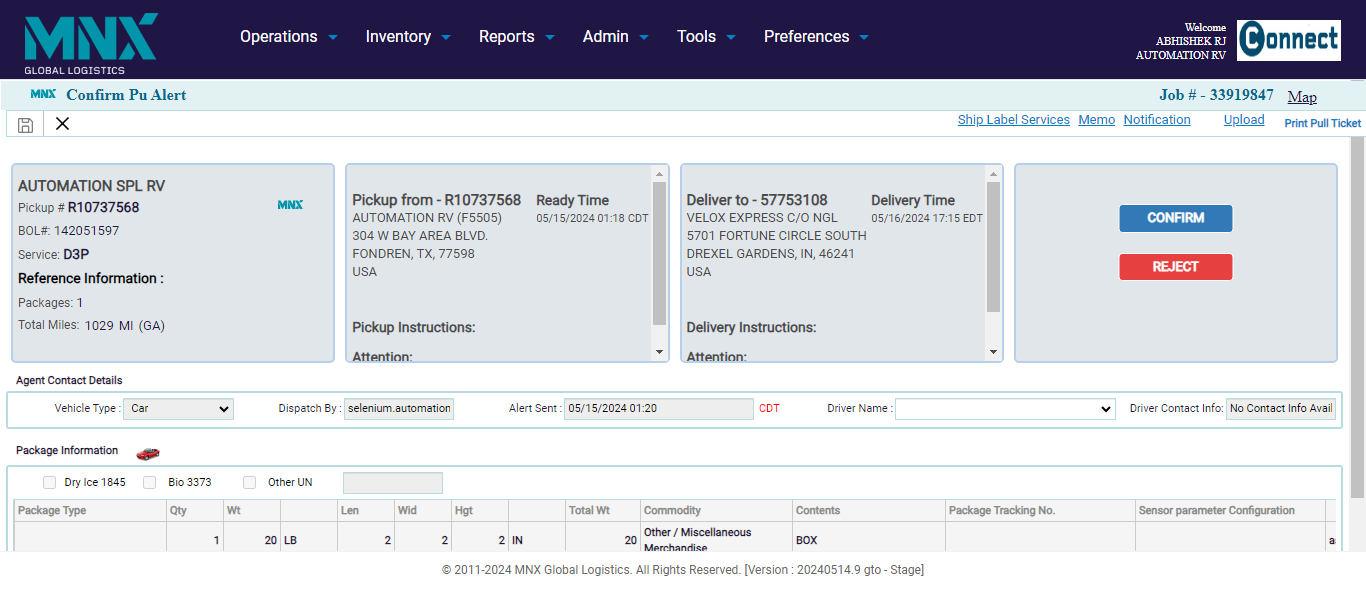 MNX
GLOBAL LOGISTICS
Operations Inventory Reports Admin Tools Preferences
Welcome
ABHISHEK RJ
AUTOMATION RV
Connect
MNX Confirm Pu Alert
Job # - 33919847 Map
Ship Label Services Memo Notification Upload Print Pull Ticket
AUTOMATION SPL RV
Pickup # R10737568
MNX
BOL#: 142051597
Service: D3P
Reference Information :
Packages: 1
Total Miles: 1029 MI (GA)
Pickup from - R10737568 Ready Time
AUTOMATION RV (F5505) 05/15/2024 01:18 CDT
304 W BAY AREA BLVD.
FONDREN, TX, 77598
USA
Pickup Instructions:
Attention:
Deliver to - 57753108 Delivery Time
VELOX EXPRESS C/O NGL 05/16/2024 17:15 EDT
5701 FORTUNE CIRCLE SOUTH
DREXEL GARDENS, IN, 46241
USA
Delivery Instructions:
Attention:
CONFIRM
REJECT
Agent Contact Details
Vehicle Type : Car Dispatch By : selenium.automation Alert Sent : 05/15/2024 01:20 CDT Driver Name : Driver Contact Info: No Contact Info Avail
Package Information
Dry Ice 1845 Bio 3373 Other UN
Package Type Qty Wt Len Wid Hgt Total Wt Commodity Contents Package Tracking No. Sensor parameter Configuration
1 20 LB 2 2 2 IN 20 Other / Miscellaneous BOX
Merchandise
© 2011-2024 MNX Global Logistics. All Rights Reserved. [Version : 20240514.9 gto - Stage]